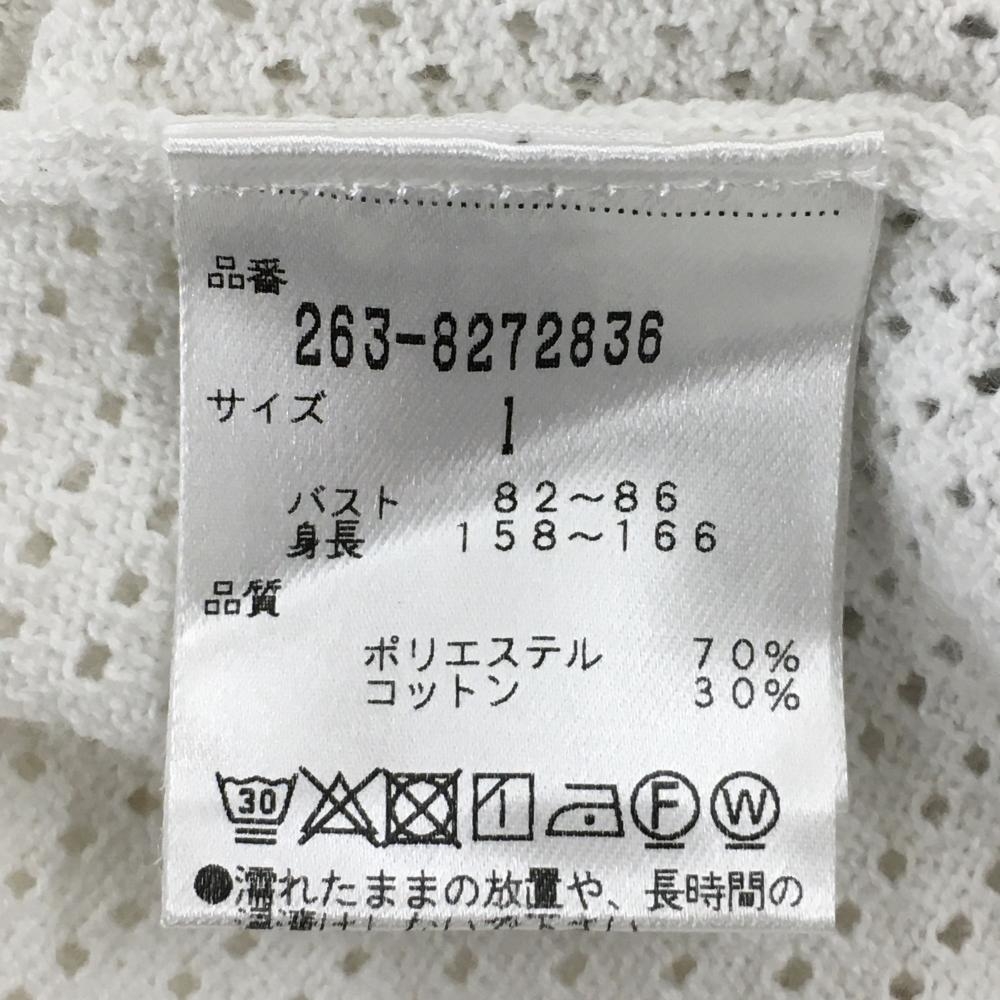 品番
263-8272836
サイズ 1
バスト 82～86
身長 158～166
品質
ポリエステル 70%
コットン 30%
30 F W
●濡れたままの放置や、長時間の